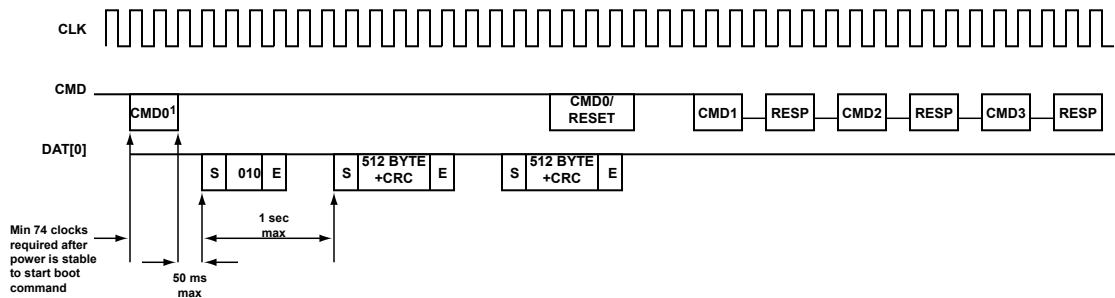 CLK
CMD
CMD0¹
CMD0/
RESET
CMD1
RESP
CMD2
RESP
CMD3
RESP
DAT[0]
S
010
E
S
512 BYTE
+CRC
E
S
512 BYTE
+CRC
E
Min 74 clocks
required after
power is stable
to start boot
command
1 sec
max
50 ms
max